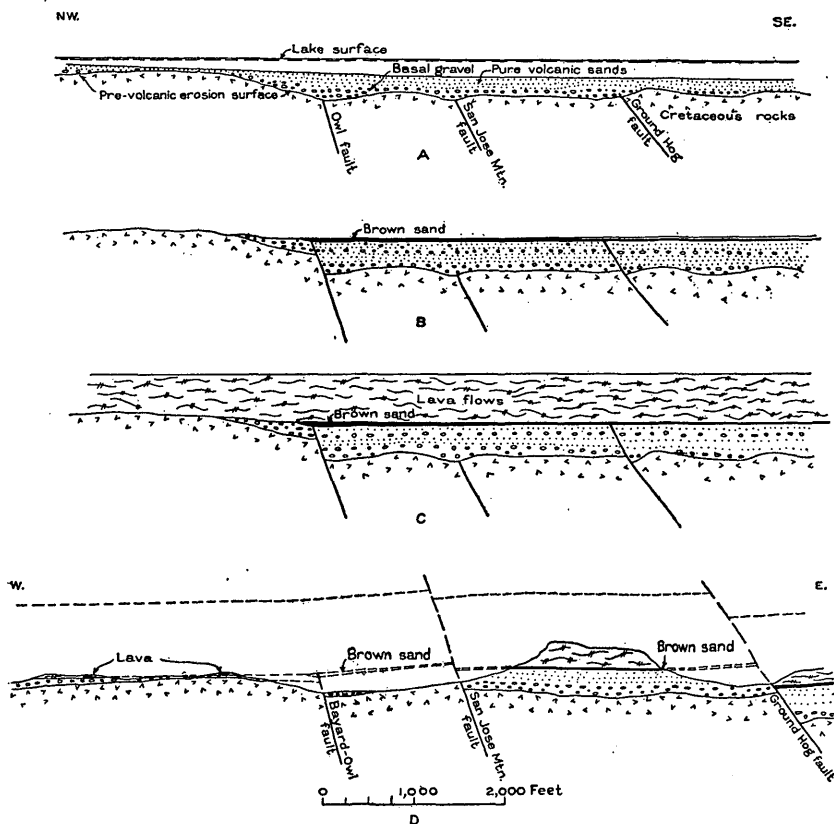 NW.
SE.
Lake surface
Basal gravel
Pure volcanic sands
Pre-volcanic erosion surface
Cretaceous rocks
Owl fault
San Jose Mtn. fault
Ground Hog fault
A
Brown sand
B
Lava flows
Brown sand
C
W.
E.
Lava
Brown sand
Brown sand
Bayard-Owl fault
San Jose Mtn. fault
Ground Hog fault
0 1,000 2,000 Feet
D